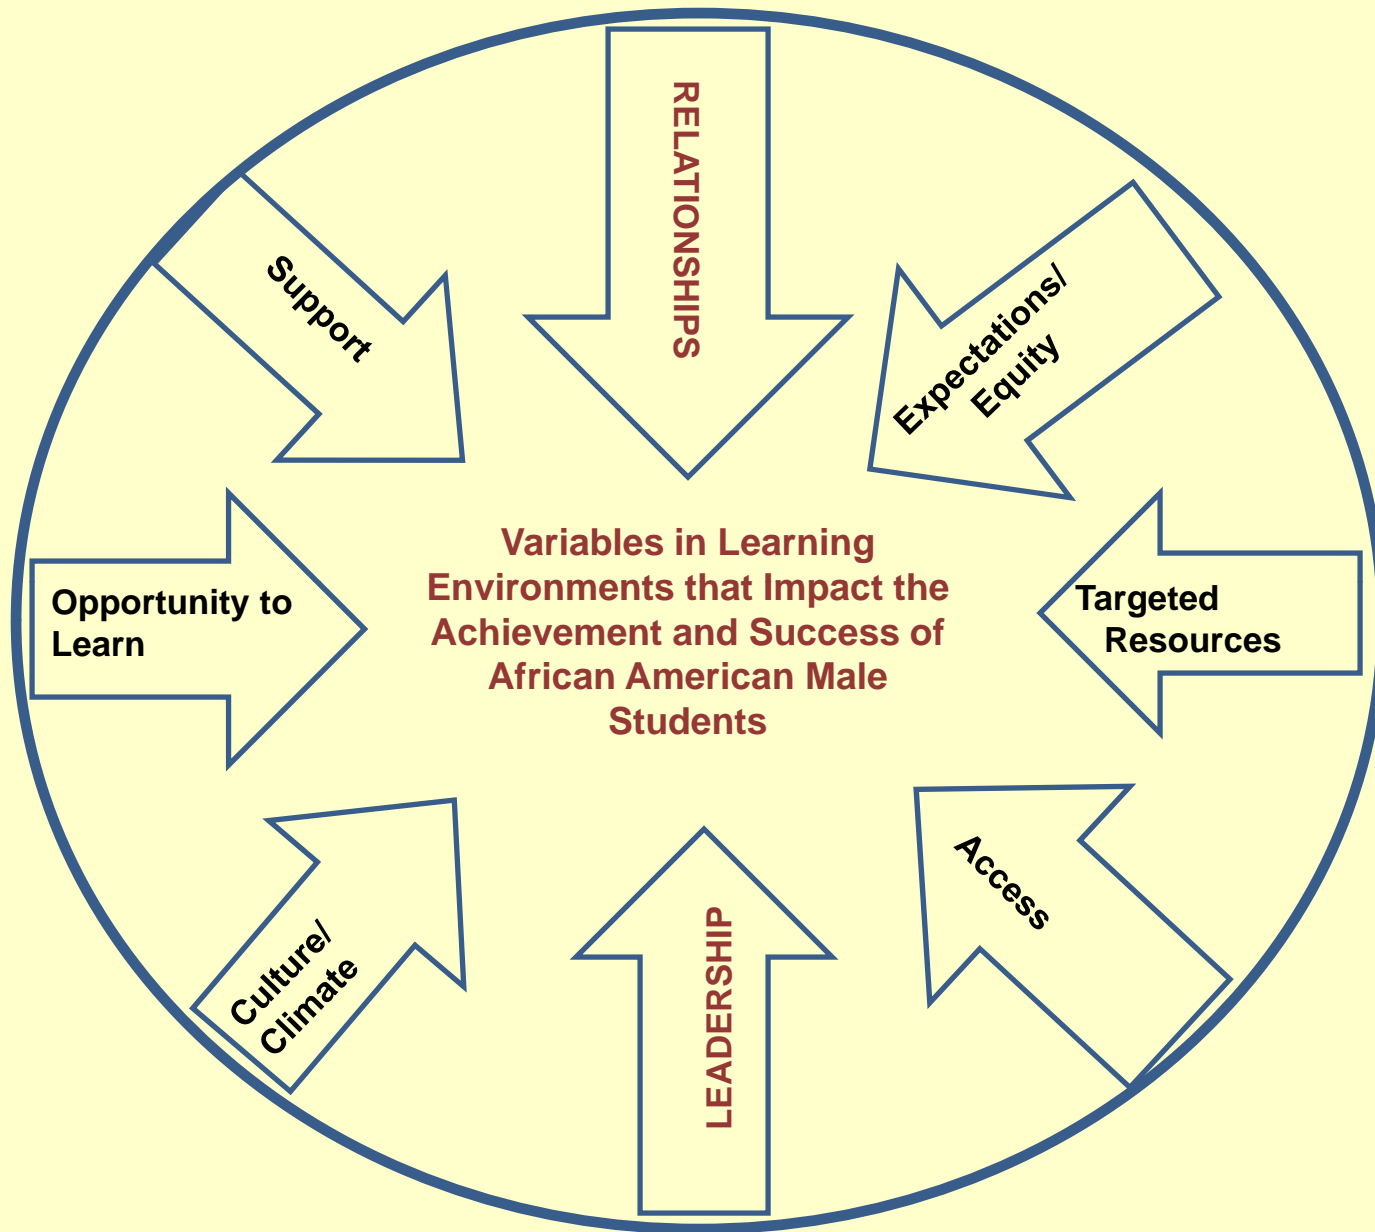 RELATIONSHIPS
Support
Expectations/
Equity
Variables in Learning
Environments that Impact the
Achievement and Success of
African American Male
Students
Opportunity to
Learn
Targeted
Resources
Culture/
Climate
LEADERSHIP
Access